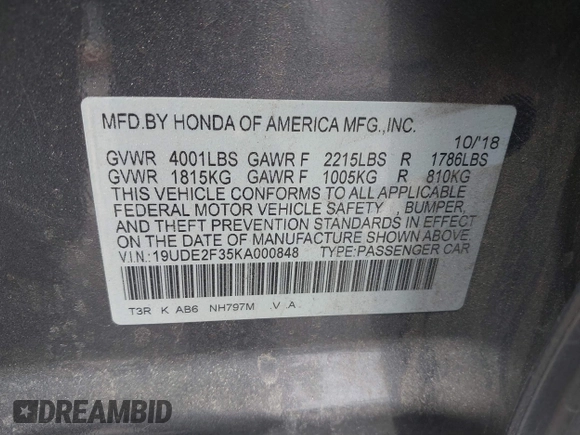 MFD.BY HONDA OF AMERICA MFG.,INC.
10/'18
GVWR 4001LBS GAWR F 2215LBS R 1786LBS
GVWR 1815KG GAWR F 1005KG R 810KG
THIS VEHICLE CONFORMS TO ALL APPLICABLE
FEDERAL MOTOR VEHICLE SAFETY , BUMPER,
AND THEFT PREVENTION STANDARDS IN EFFECT
ON THE DATE OF MANUFACTURE SHOWN ABOVE.
V.I.N.:19UDE2F35KA000848 TYPE:PASSENGER CAR
T3R K AB6 NH797M .V A .
DREAMBID